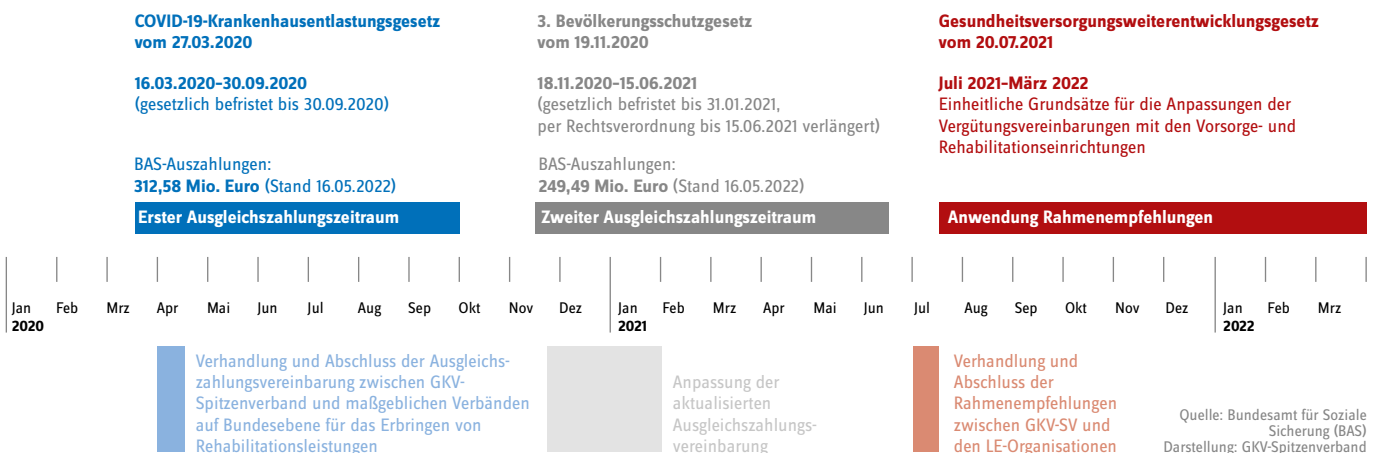 COVID-19-Krankenhausentlastungsgesetz
vom 27.03.2020
16.03.2020–30.09.2020
(gesetzlich befristet bis 30.09.2020)
BAS-Auszahlungen:
312,58 Mio. Euro (Stand 16.05.2022)
Erster Ausgleichszahlungszeitraum
3. Bevölkerungsschutzgesetz
vom 19.11.2020
18.11.2020–15.06.2021
(gesetzlich befristet bis 31.01.2021,
per Rechtsverordnung bis 15.06.2021 verlängert)
BAS-Auszahlungen:
249,49 Mio. Euro (Stand 16.05.2022)
Zweiter Ausgleichszahlungszeitraum
Gesundheitsversorgungsweiterentwicklungsgesetz
vom 20.07.2021
Juli 2021–März 2022
Einheitliche Grundsätze für die Anpassungen der
Vergütungsvereinbarungen mit den Vorsorge- und
Rehabilitationseinrichtungen
Anwendung Rahmenempfehlungen
Jan Feb Mrz Apr Mai Jun Jul Aug Sep Okt Nov Dez Jan Feb Mrz Apr Mai Jun Jul Aug Sep Okt Nov Dez Jan Feb Mrz
2020 2021 2022
Verhandlung und Abschluss der Ausgleichs-
zahlungsvereinbarung zwischen GKV-
Spitzenverband und maßgeblichen Verbänden
auf Bundesebene für das Erbringen von
Rehabilitationsleistungen
Anpassung der
aktualisierten
Ausgleichszahlungs-
vereinbarung
Verhandlung und
Abschluss der
Rahmenempfehlungen
zwischen GKV-SV und
den LE-Organisationen
Quelle: Bundesamt für Soziale
Sicherung (BAS)
Darstellung: GKV-Spitzenverband